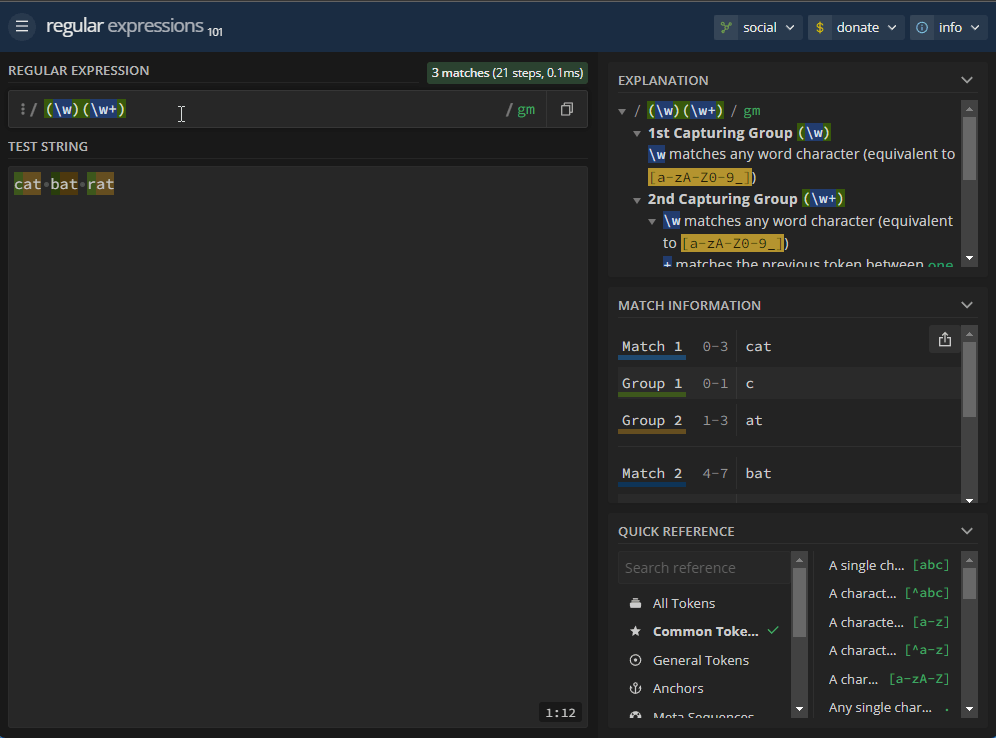 regular expressions 101
social
$ donate
info
REGULAR EXPRESSION
3 matches (21 steps, 0.1ms)
/ (\w)(\w+)
/ gm
TEST STRING
cat·bat·rat
1:12
EXPLANATION
/ (\w)(\w+) / gm
1st Capturing Group (\w)
\w matches any word character (equivalent to
[a-zA-Z0-9_])
2nd Capturing Group (\w+)
\w matches any word character (equivalent
to [a-zA-Z0-9_])
+ matches the previous token between one
MATCH INFORMATION
Match 1 0-3 cat
Group 1 0-1 c
Group 2 1-3 at
Match 2 4-7 bat
QUICK REFERENCE
Search reference
All Tokens
Common Toke...
General Tokens
Anchors
Meta Sequences
A single ch... [abc]
A charact... [^abc]
A characte... [a-z]
A charact... [^a-z]
A char... [a-zA-Z]
Any single char... .